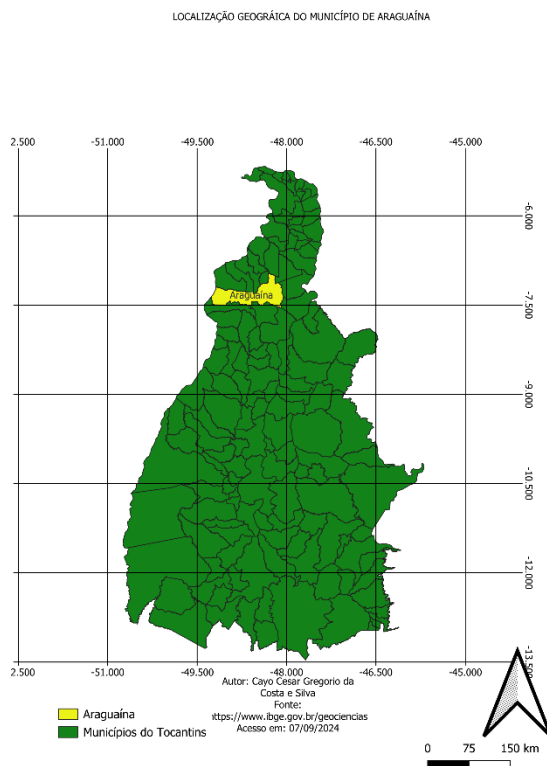 LOCALIZAÇÃO GEOGRÁICA DO MUNICÍPIO DE ARAGUAÍNA
2.500 -51.000 -49.500 -48.000 -46.500 -45.000
-6.000
Araguaína
-7.500
-9.000
-10.500
-12.000
-13.500
2.500 -51.000 -49.500 -48.000 -46.500 -45.000
Autor: Cayo Cesar Gregorio da
Costa e Silva
Fonte:
ittps://www.ibge.gov.br/geociencias
Acesso em: 07/09/2024
Araguaína
Municípios do Tocantins
0 75 150 km